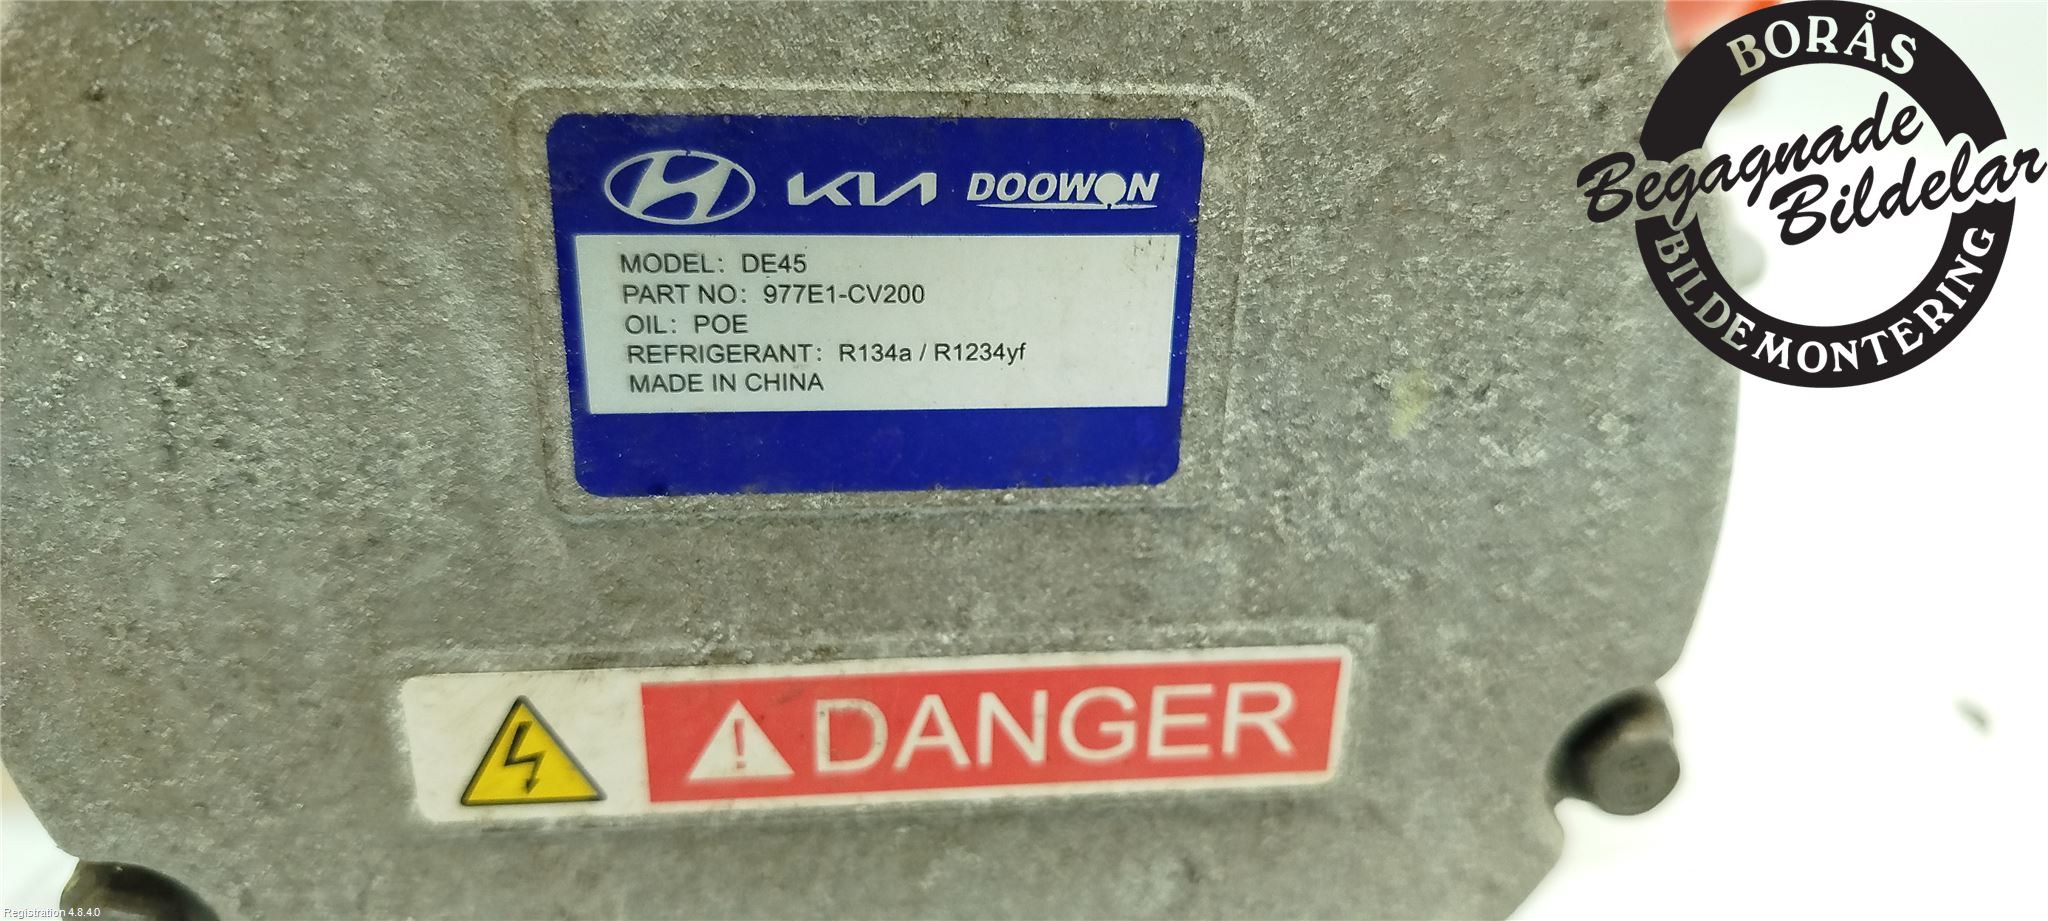 KIA DOOWON
MODEL: DE45
PART NO: 977E1-CV200
OIL: POE
REFRIGERANT: R134a / R1234yf
MADE IN CHINA
DANGER
BORÅS
Begagnade
Bildelar
BILDEMONTERING
Registration 4.8.4.0